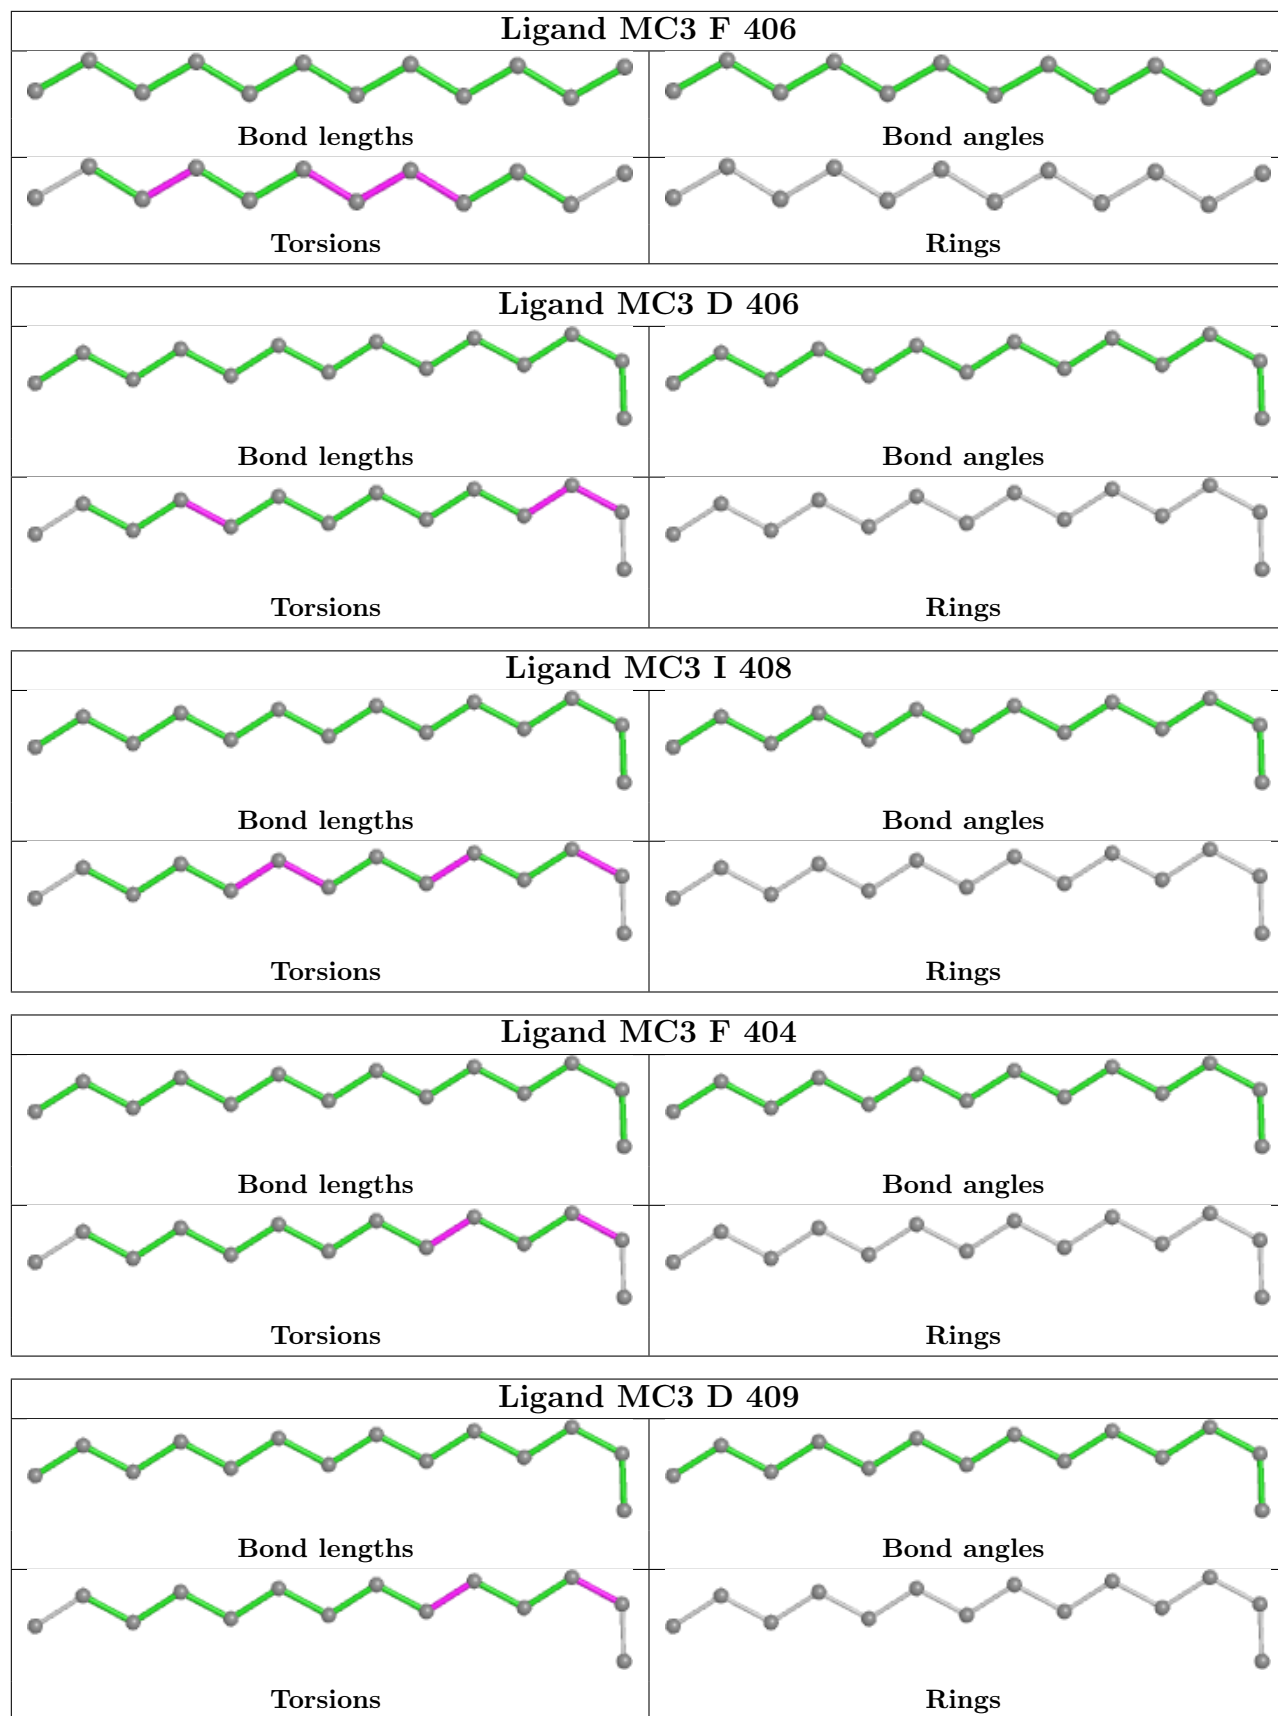 Ligand MC3 F 406
Bond lengths
Bond angles
Torsions
Rings
Ligand MC3 D 406
Bond lengths
Bond angles
Torsions
Rings
Ligand MC3 I 408
Bond lengths
Bond angles
Torsions
Rings
Ligand MC3 F 404
Bond lengths
Bond angles
Torsions
Rings
Ligand MC3 D 409
Bond lengths
Bond angles
Torsions
Rings